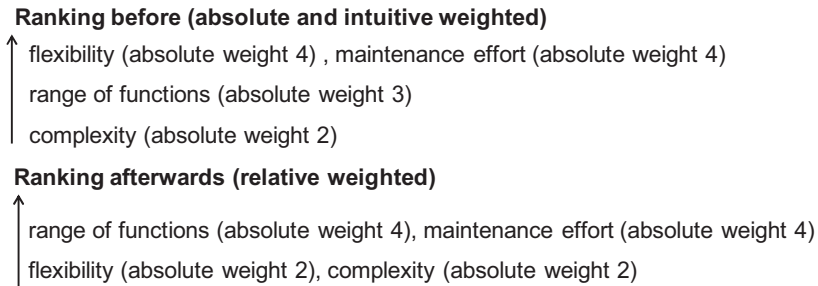 Ranking before (absolute and intuitive weighted)
flexibility (absolute weight 4) , maintenance effort (absolute weight 4)
range of functions (absolute weight 3)
complexity (absolute weight 2)
Ranking afterwards (relative weighted)
range of functions (absolute weight 4), maintenance effort (absolute weight 4)
flexibility (absolute weight 2), complexity (absolute weight 2)